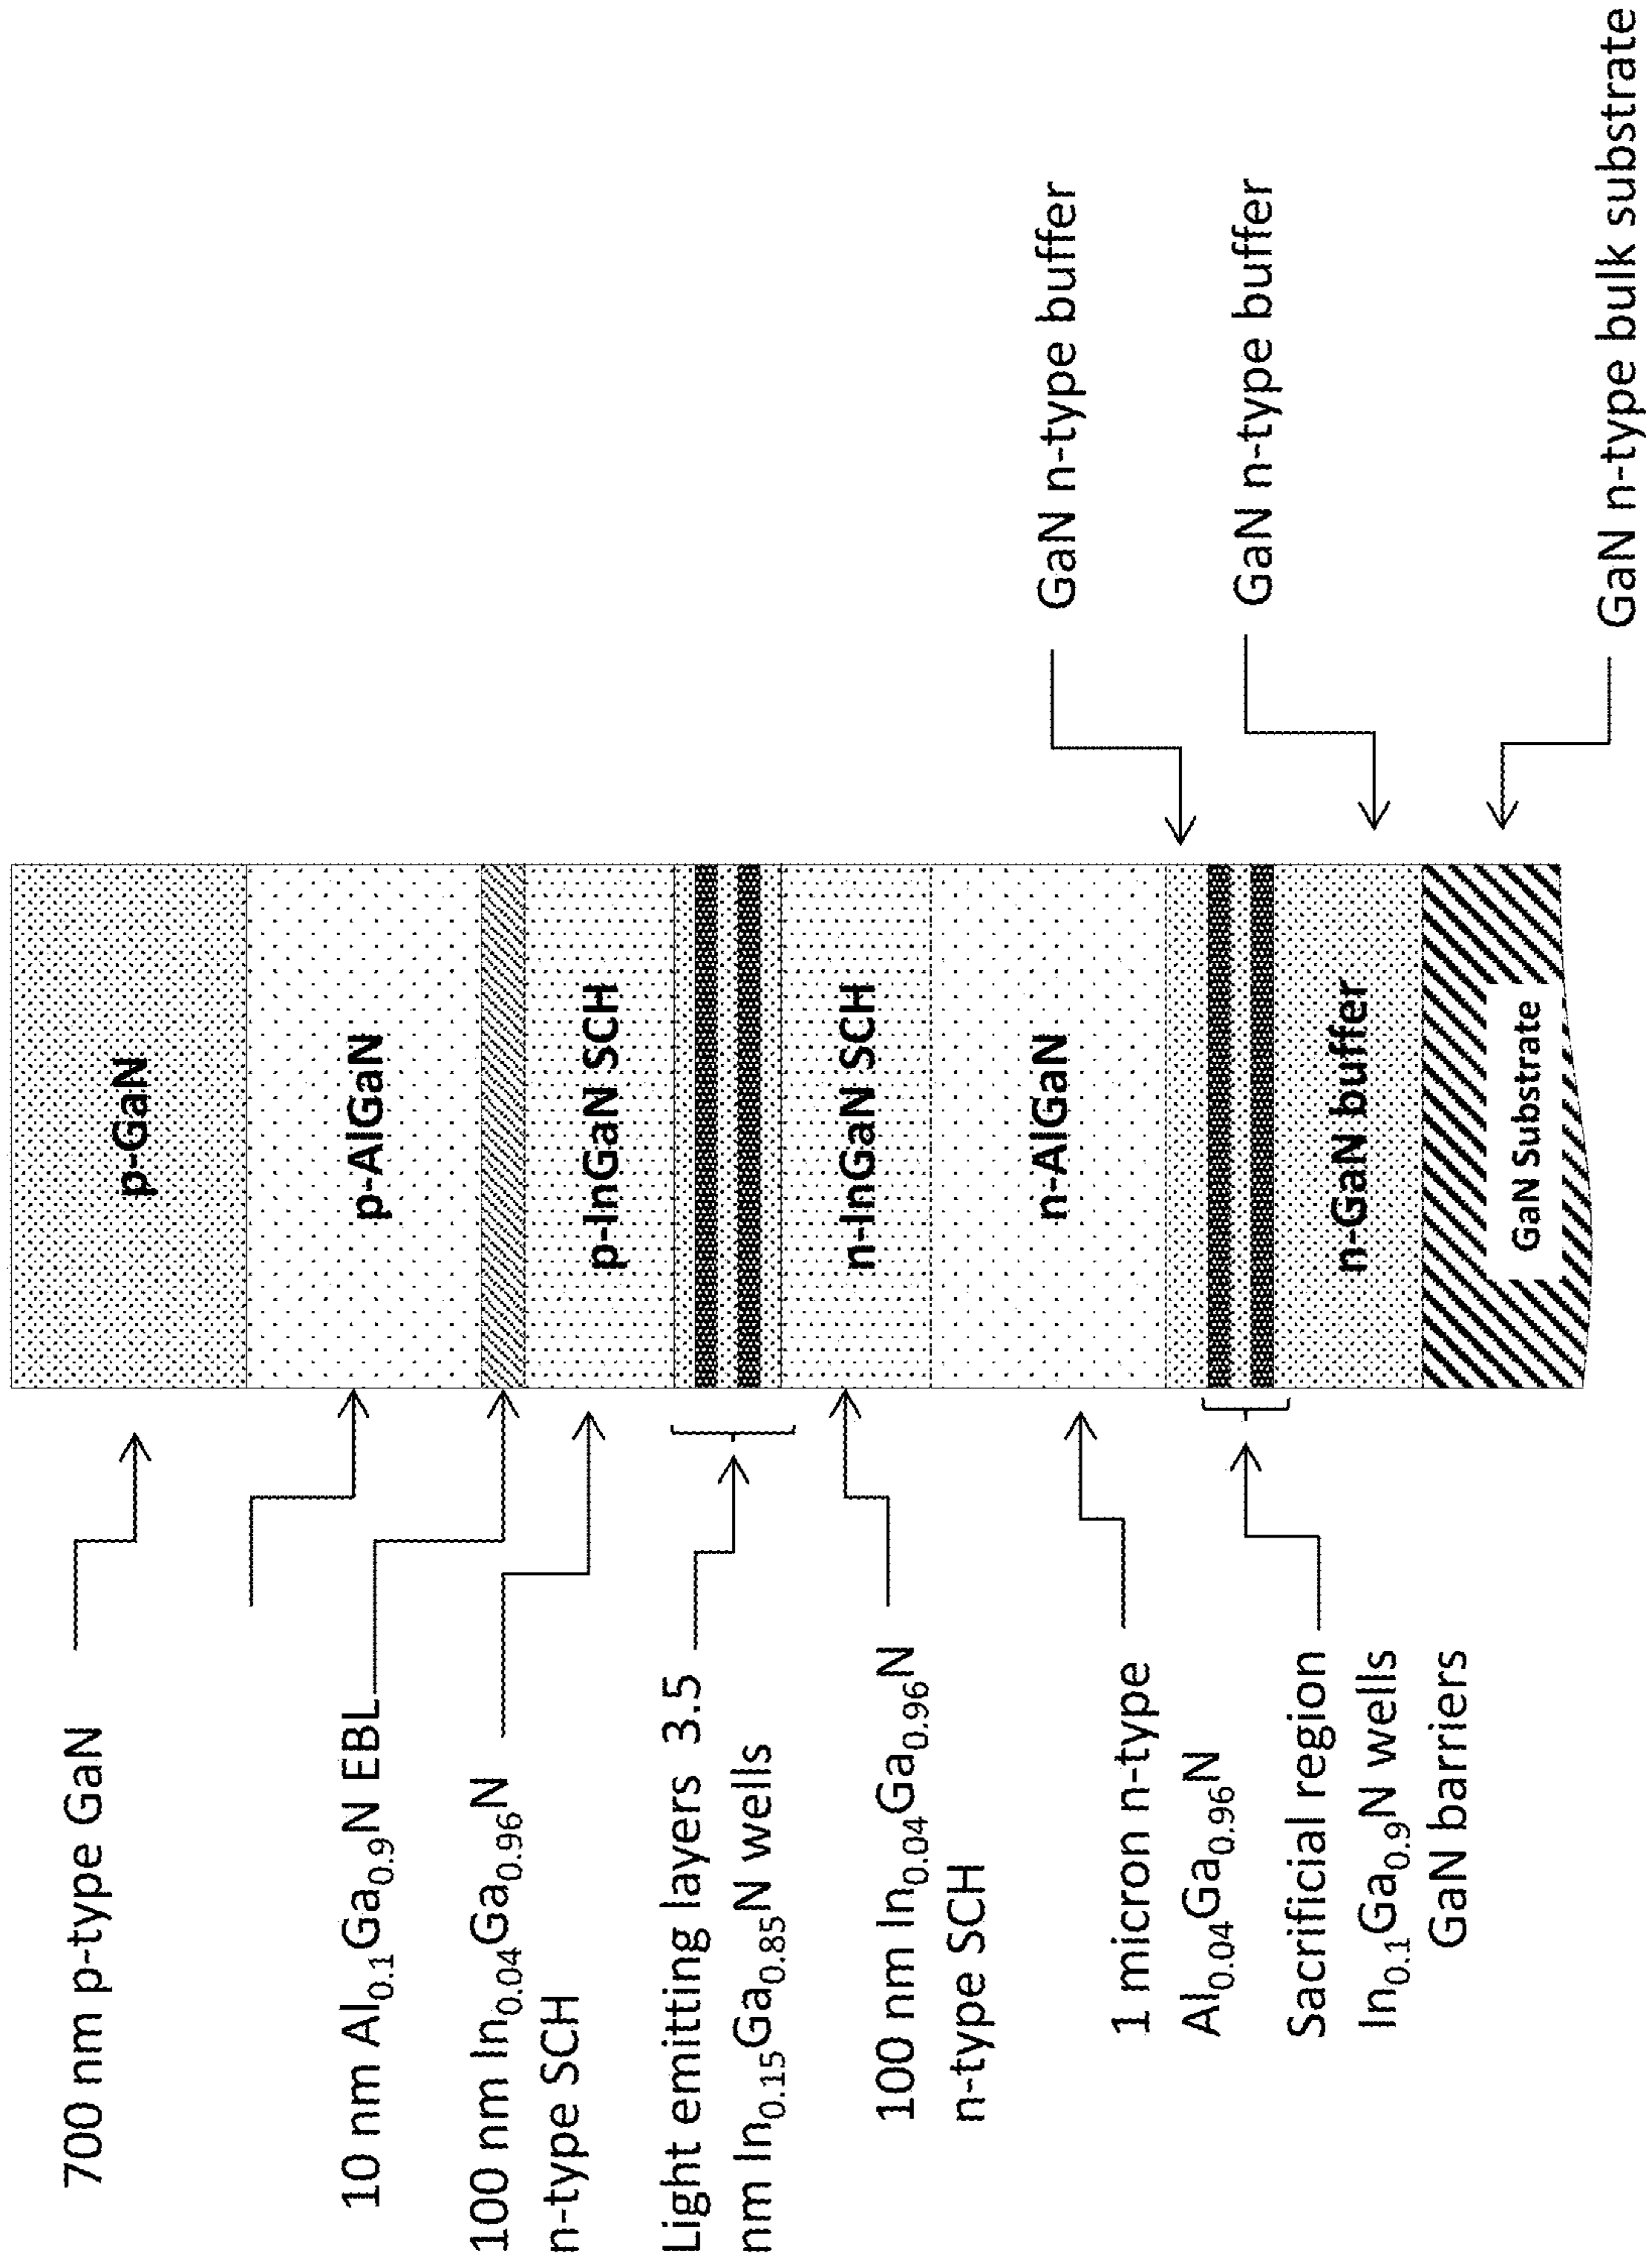 700 nm p-type GaN
10 nm Al0.1Ga0.9N EBL
100 nm In0.04Ga0.96N
n-type SCH
Light emitting layers 3.5
nm In0.15Ga0.85N wells
100 nm In0.04Ga0.96N
n-type SCH
1 micron n-type
Al0.04Ga0.96N
Sacrificial region
In0.1Ga0.9N wells
GaN barriers
p-GaN
p-AlGaN
p-InGaN SCH
n-InGaN SCH
n-AlGaN
n-GaN buffer
GaN Substrate
GaN n-type buffer
GaN n-type buffer
GaN n-type bulk substrate